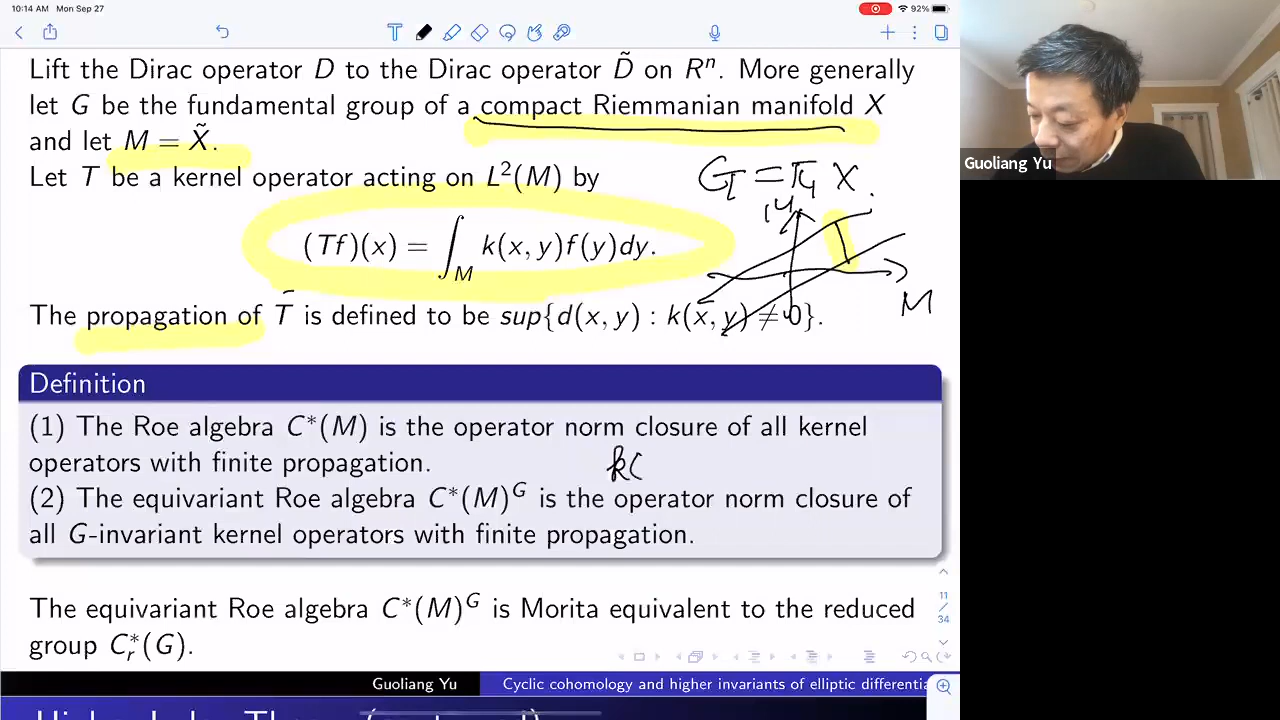 10:14 AM Mon Sep 27
92%
Lift the Dirac operator D to the Dirac operator D̃ on Rⁿ. More generally
let G be the fundamental group of a compact Riemmanian manifold X
and let M = X̃.
Let T be a kernel operator acting on L²(M) by
G = π₁ X.
(Tf)(x) = ∫_M k(x, y)f(y)dy.
M
M
The propagation of T is defined to be sup{d(x, y) : k(x, y) ≠ 0}.
Definition
(1) The Roe algebra C*(M) is the operator norm closure of all kernel
operators with finite propagation.
k(
(2) The equivariant Roe algebra C*(M)^G is the operator norm closure of
all G-invariant kernel operators with finite propagation.
The equivariant Roe algebra C*(M)^G is Morita equivalent to the reduced
group C*_r(G).
11
/
34
Guoliang Yu
Cyclic cohomology and higher invariants of elliptic differentia
Guoliang Yu